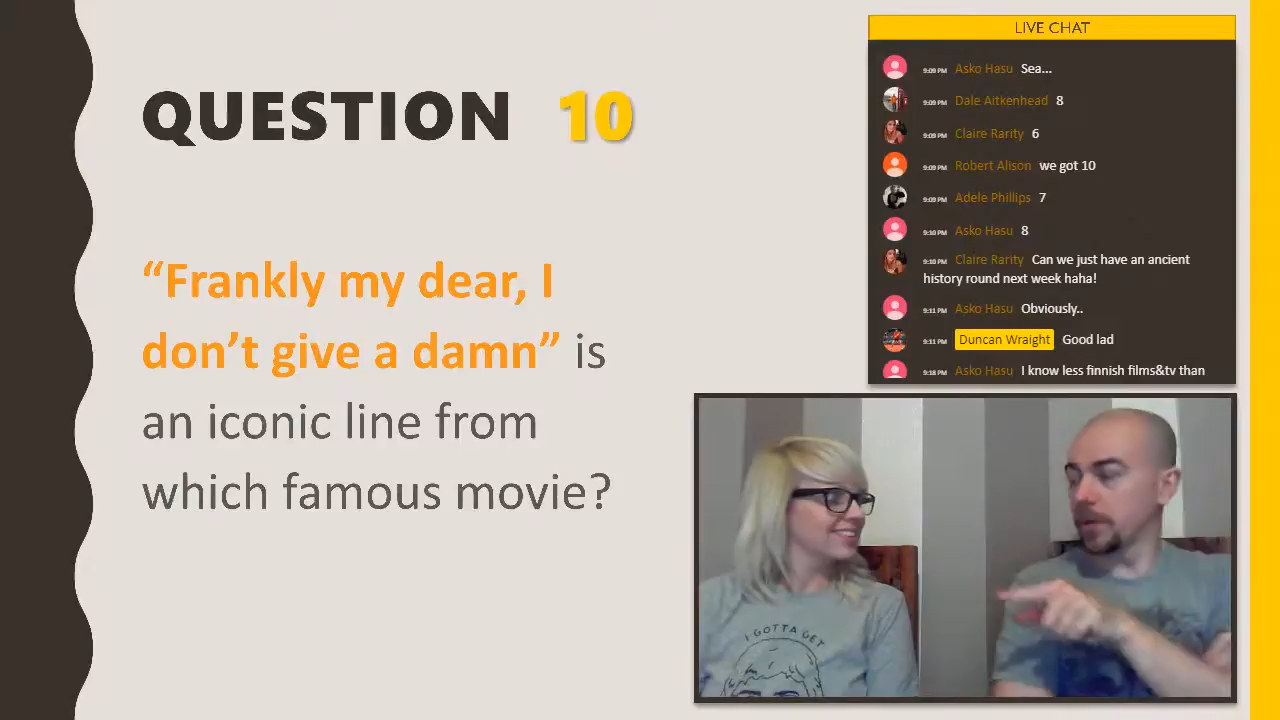 QUESTION 10
“Frankly my dear, I
don’t give a damn” is
an iconic line from
which famous movie?
LIVE CHAT
9:09 PM Asko Hasu Sea...
9:09 PM Dale Aitkenhead 8
9:09 PM Claire Rarity 6
9:09 PM Robert Alison we got 10
9:09 PM Adele Phillips 7
9:10 PM Asko Hasu 8
9:10 PM Claire Rarity Can we just have an ancient
history round next week haha!
9:11 PM Asko Hasu Obviously..
9:11 PM Duncan Wraight Good lad
9:18 PM Asko Hasu I know less finnish films&tv than
I GOTTA GET